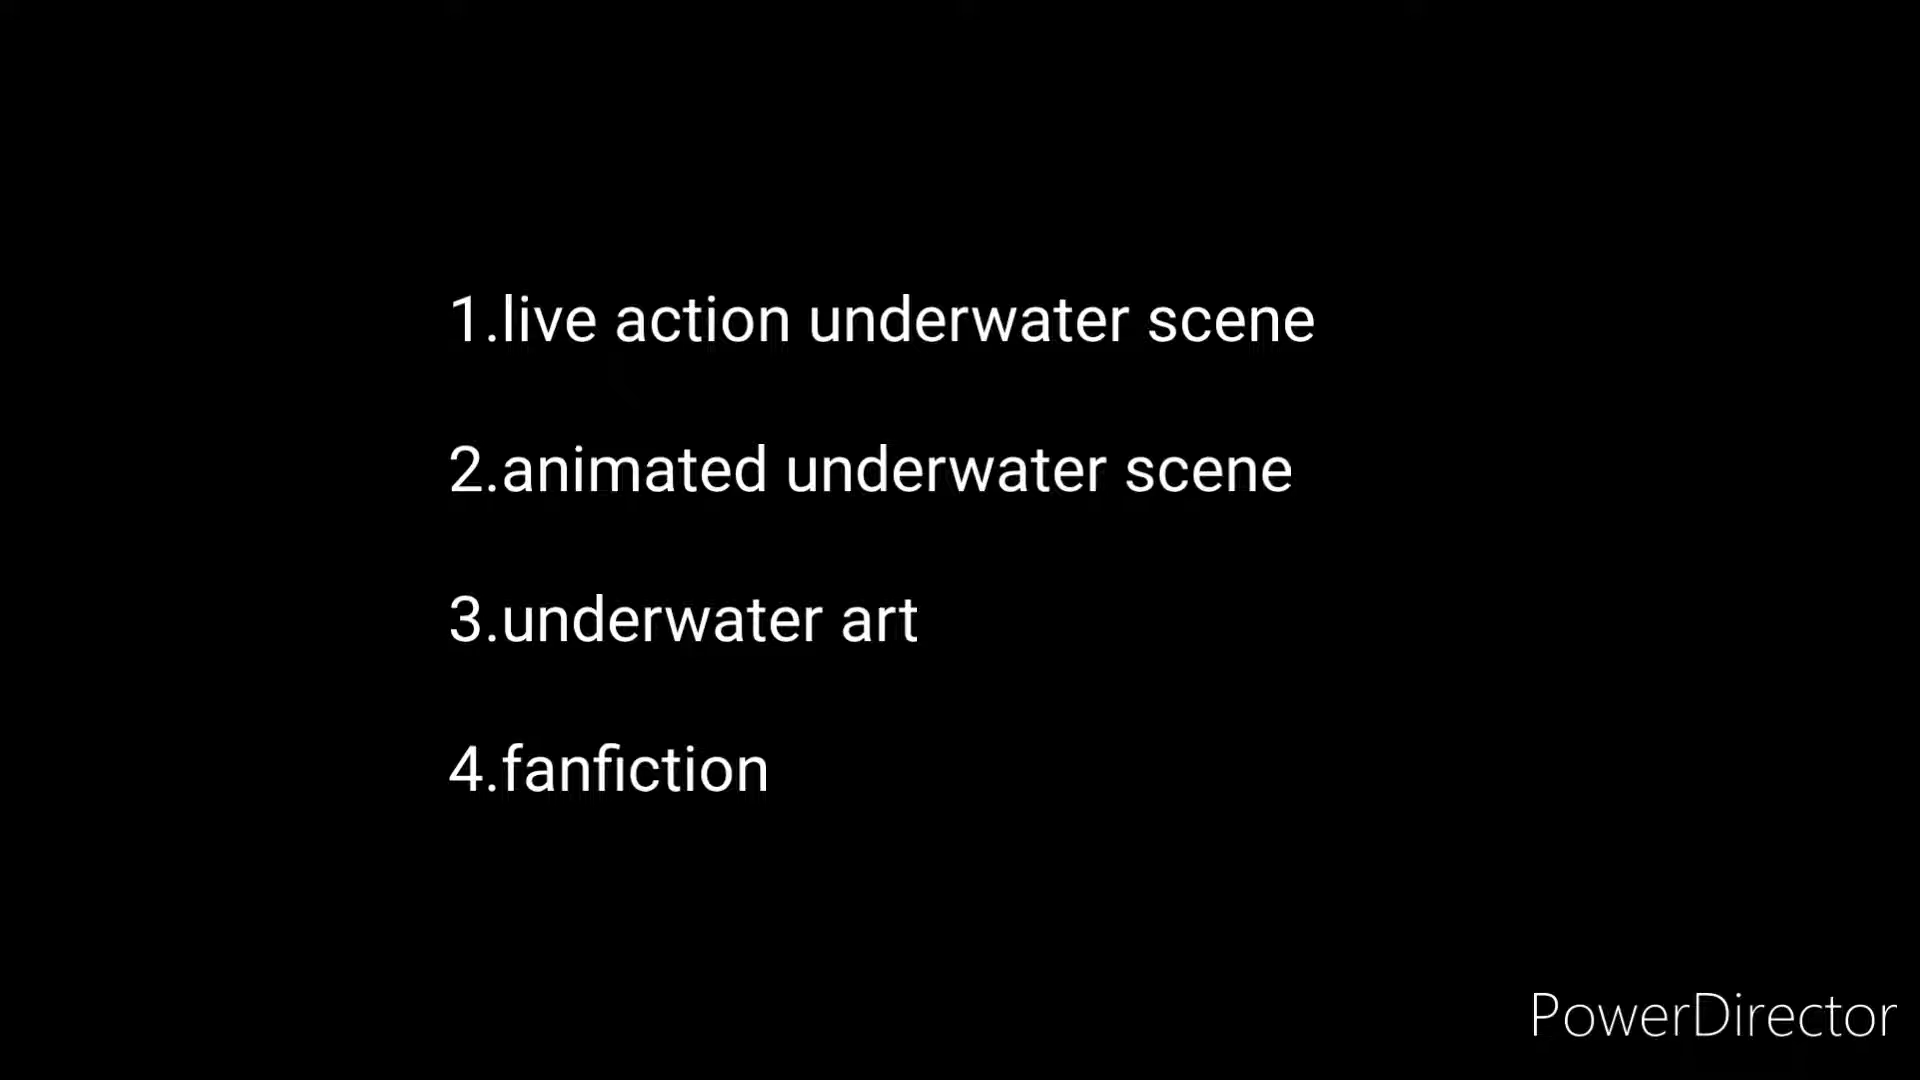 1.live action underwater scene
2.animated underwater scene
3.underwater art
4.fanfiction
PowerDirector